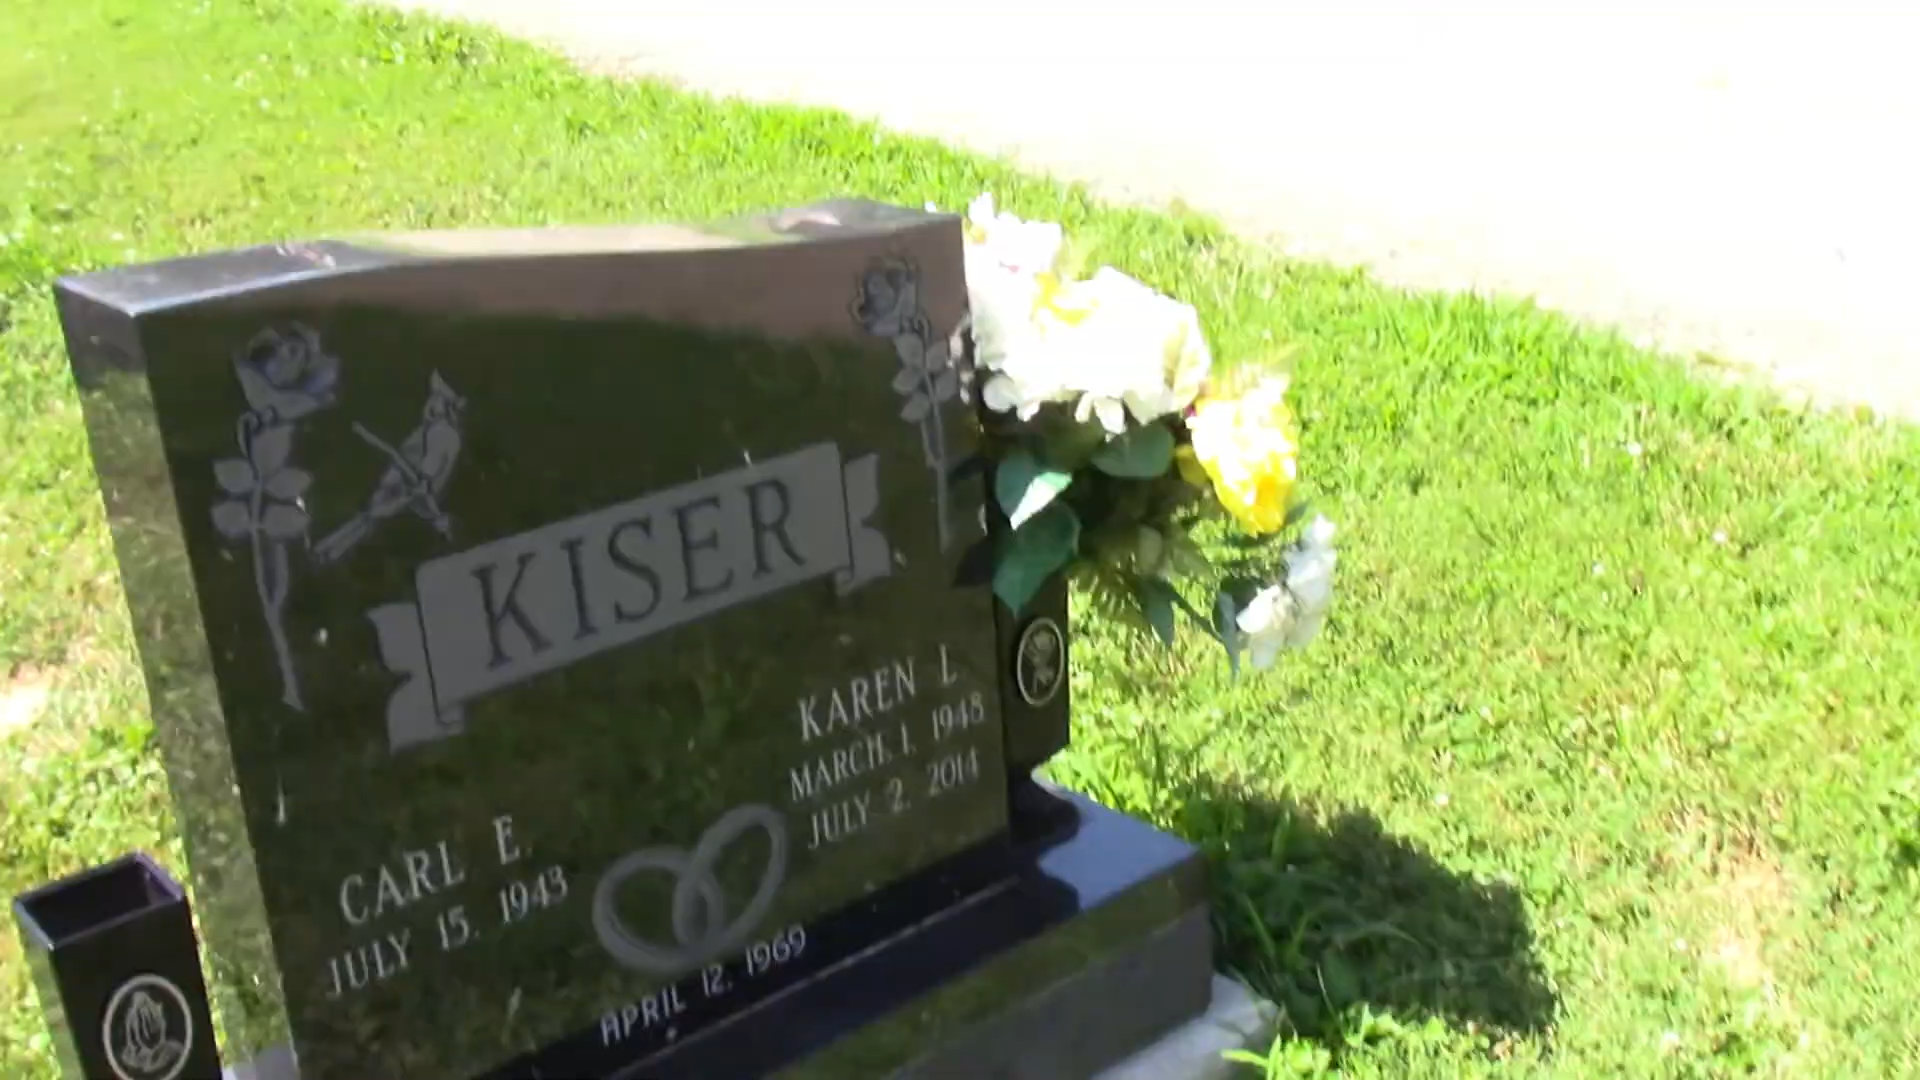 KISER
CARL E.
JULY 15, 1943
KAREN L
MARCH 1, 1948
JULY 2, 2014
APRIL 12, 1969